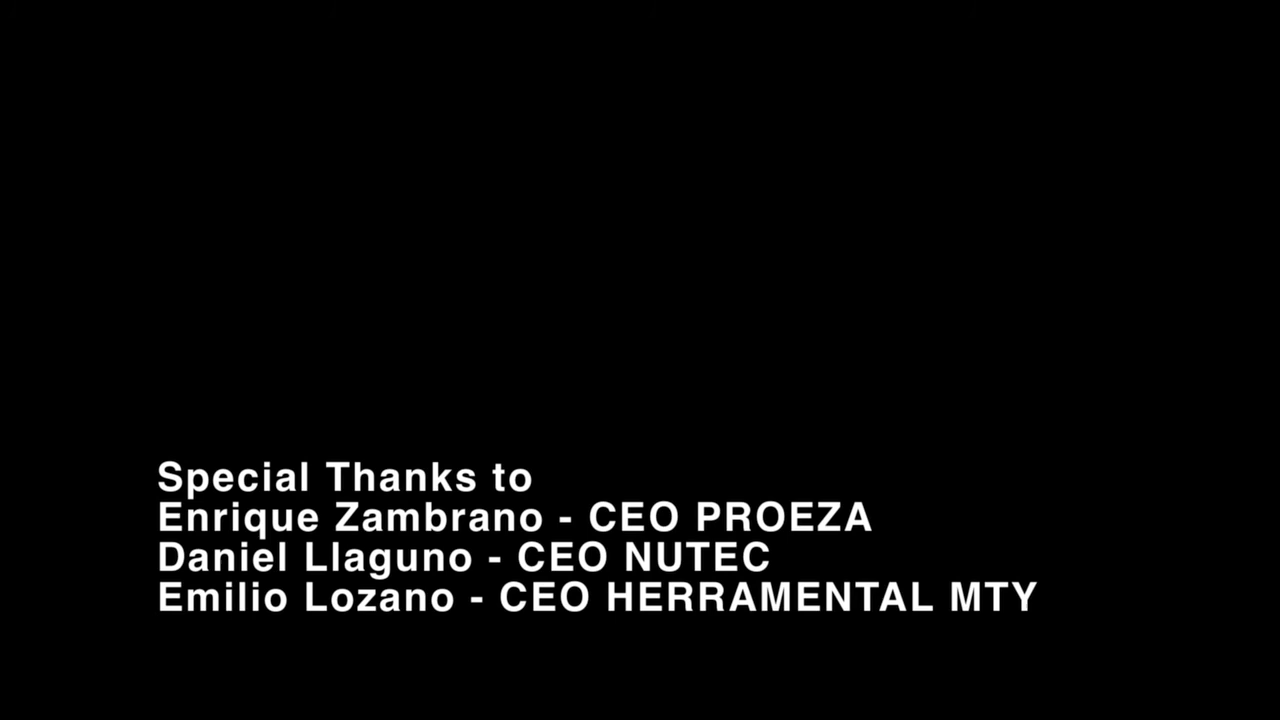 Special Thanks to
Enrique Zambrano - CEO PROEZA
Daniel Llaguno - CEO NUTEC
Emilio Lozano - CEO HERRAMENTAL MTY